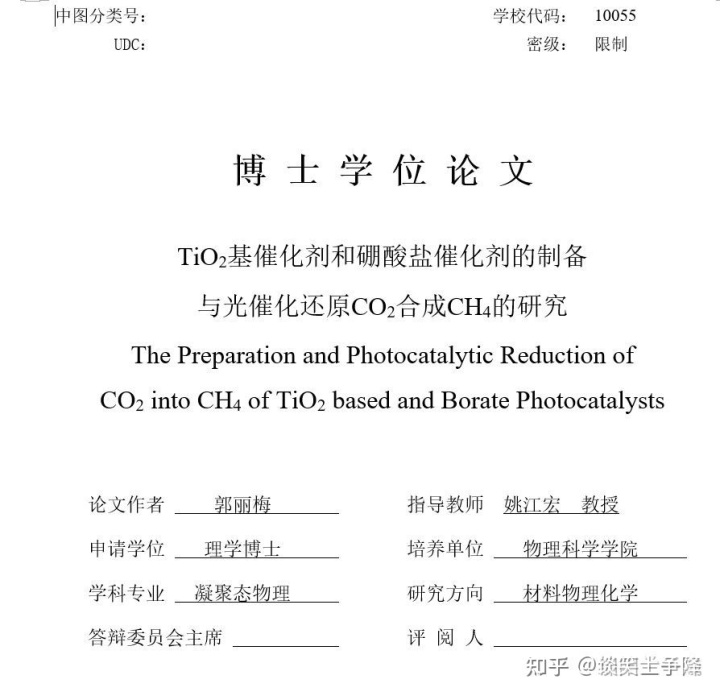 中图分类号： 学校代码： 10055
UDC： 密级： 限制
博士学位论文
TiO₂基催化剂和硼酸盐催化剂的制备
与光催化还原CO₂合成CH₄的研究
The Preparation and Photocatalytic Reduction of
CO₂ into CH₄ of TiO₂ based and Borate Photocatalysts
论文作者 郭丽梅 指导教师 姚江宏 教授
申请学位 理学博士 培养单位 物理科学学院
学科专业 凝聚态物理 研究方向 材料物理化学
答辩委员会主席 评阅人
知乎